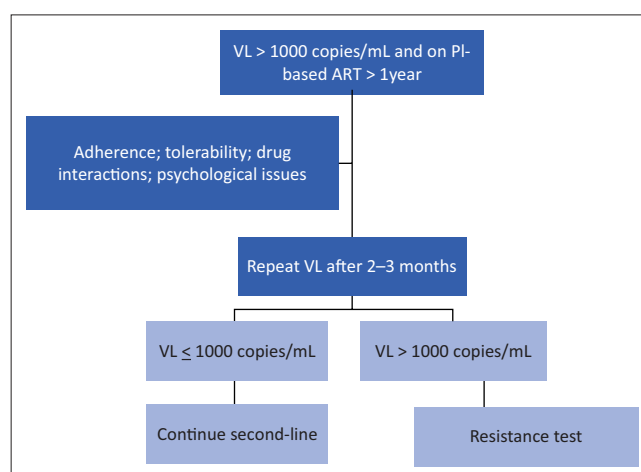 VL > 1000 copies/mL and on PI-
based ART > 1year
Adherence; tolerability; drug
interactions; psychological issues
Repeat VL after 2–3 months
VL ≤ 1000 copies/mL
VL > 1000 copies/mL
Continue second-line
Resistance test